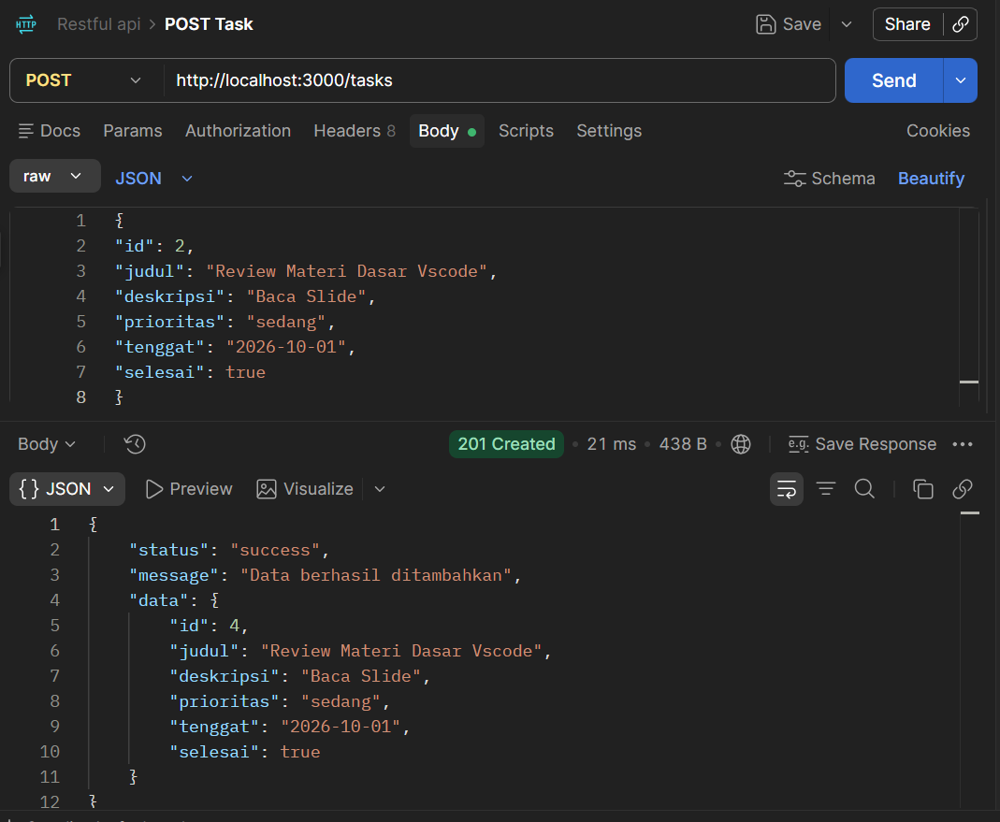 HTTP Restful api > POST Task Save Share
POST http://localhost:3000/tasks Send
Docs Params Authorization Headers 8 Body Scripts Settings Cookies
raw JSON Schema Beautify
1 {
2 "id": 2,
3 "judul": "Review Materi Dasar Vscode",
4 "deskripsi": "Baca Slide",
5 "prioritas": "sedang",
6 "tenggat": "2026-10-01",
7 "selesai": true
8 }
Body 201 Created • 21 ms • 438 B • e.g. Save Response
{} JSON Preview Visualize
1 {
2 "status": "success",
3 "message": "Data berhasil ditambahkan",
4 "data": {
5 "id": 4,
6 "judul": "Review Materi Dasar Vscode",
7 "deskripsi": "Baca Slide",
8 "prioritas": "sedang",
9 "tenggat": "2026-10-01",
10 "selesai": true
11 }
12 }